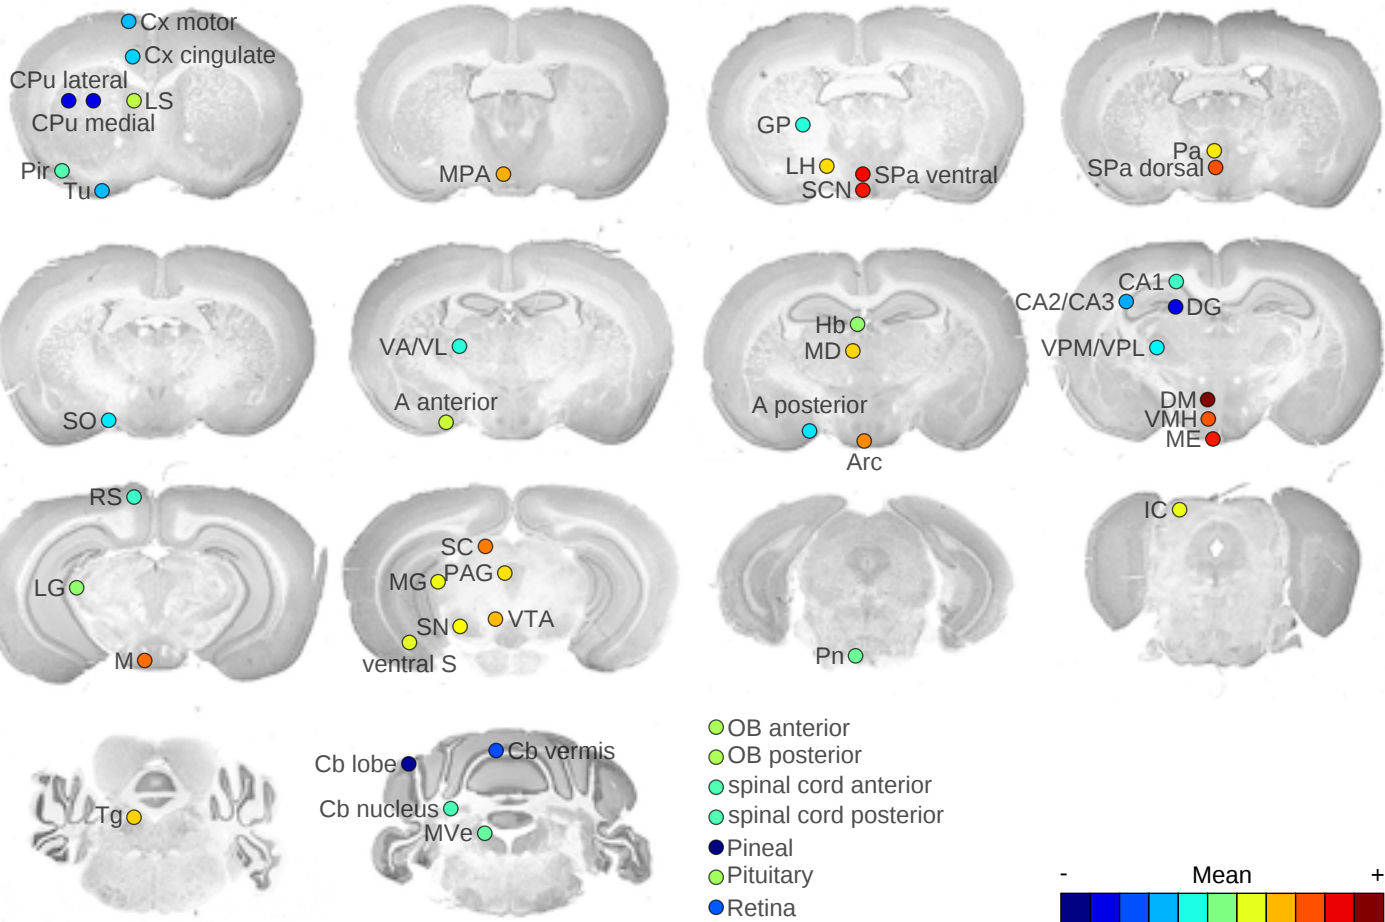 Cx motor
Cx cingulate
CPu lateral
LS
CPu medial
Pir
Tu
MPA
GP
LH
SPa ventral
SCN
Pa
SPa dorsal
SO
VA/VL
A anterior
Hb
MD
A posterior
Arc
CA1
CA2/CA3
DG
VPM/VPL
DM
VMH
ME
RS
LG
M
SC
MG
PAG
SN
VTA
ventral S
Pn
IC
Tg
Cb lobe
Cb vermis
Cb nucleus
MVe
OB anterior
OB posterior
spinal cord anterior
spinal cord posterior
Pineal
Pituitary
Retina
- Mean +